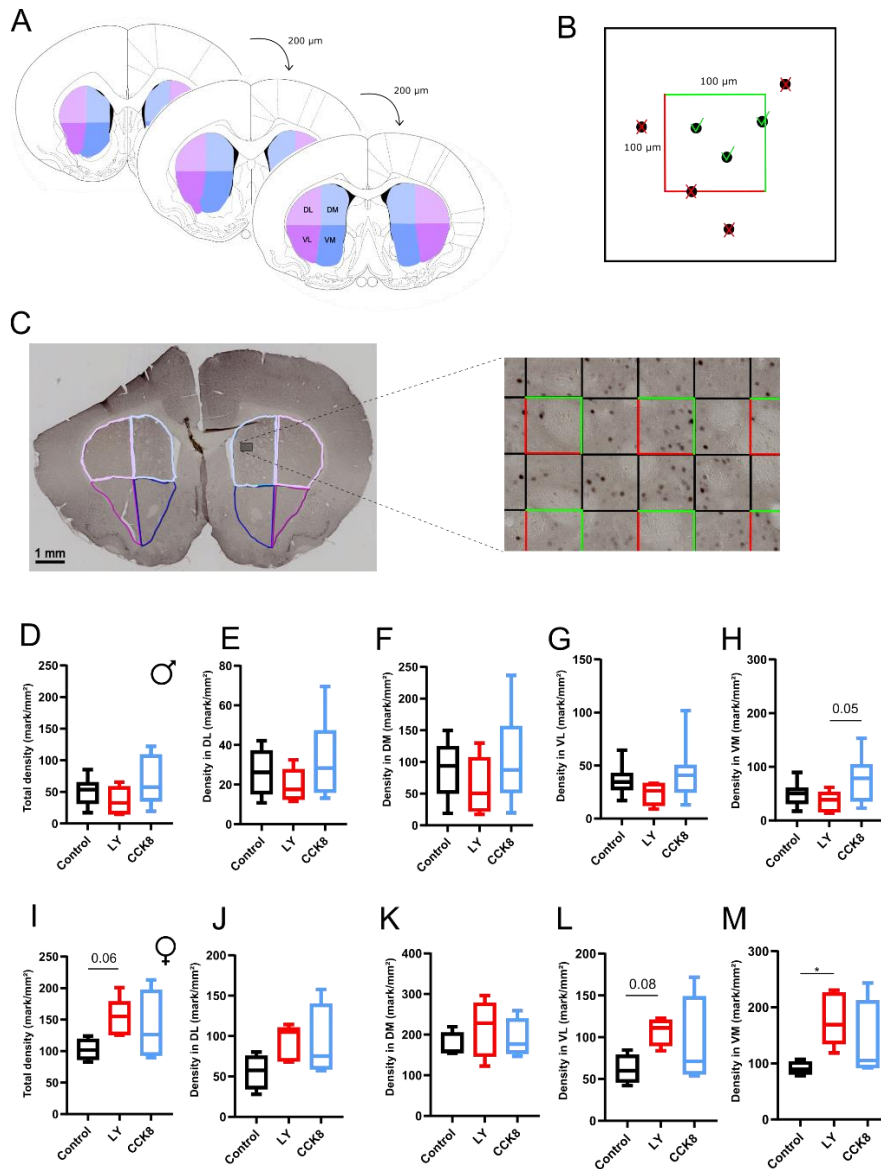 A
200 µm
200 µm
DL DM
VL VM
B
100 µm
100 µm
C
1 mm
D
Total density (mark/mm²)
250
200
150
100
50
0
Control
LY
CCK8
♂
E
Density in DL (mark/mm²)
80
60
40
20
0
Control
LY
CCK8
F
Density in DM (mark/mm²)
250
200
150
100
50
0
Control
LY
CCK8
G
Density in VL (mark/mm²)
150
100
50
0
Control
LY
CCK8
H
Density in VM (mark/mm²)
300
200
100
0
0.05
Control
LY
CCK8
I
Total density (mark/mm²)
250
200
150
100
50
0
0.06
Control
LY
CCK8
♀
J
Density in DL (mark/mm²)
200
150
100
50
0
Control
LY
CCK8
K
Density in DM (mark/mm²)
400
300
200
100
0
Control
LY
CCK8
L
Density in VL (mark/mm²)
200
150
100
50
0
0.08
Control
LY
CCK8
M
Density in VM (mark/mm²)
300
200
100
0
*
Control
LY
CCK8